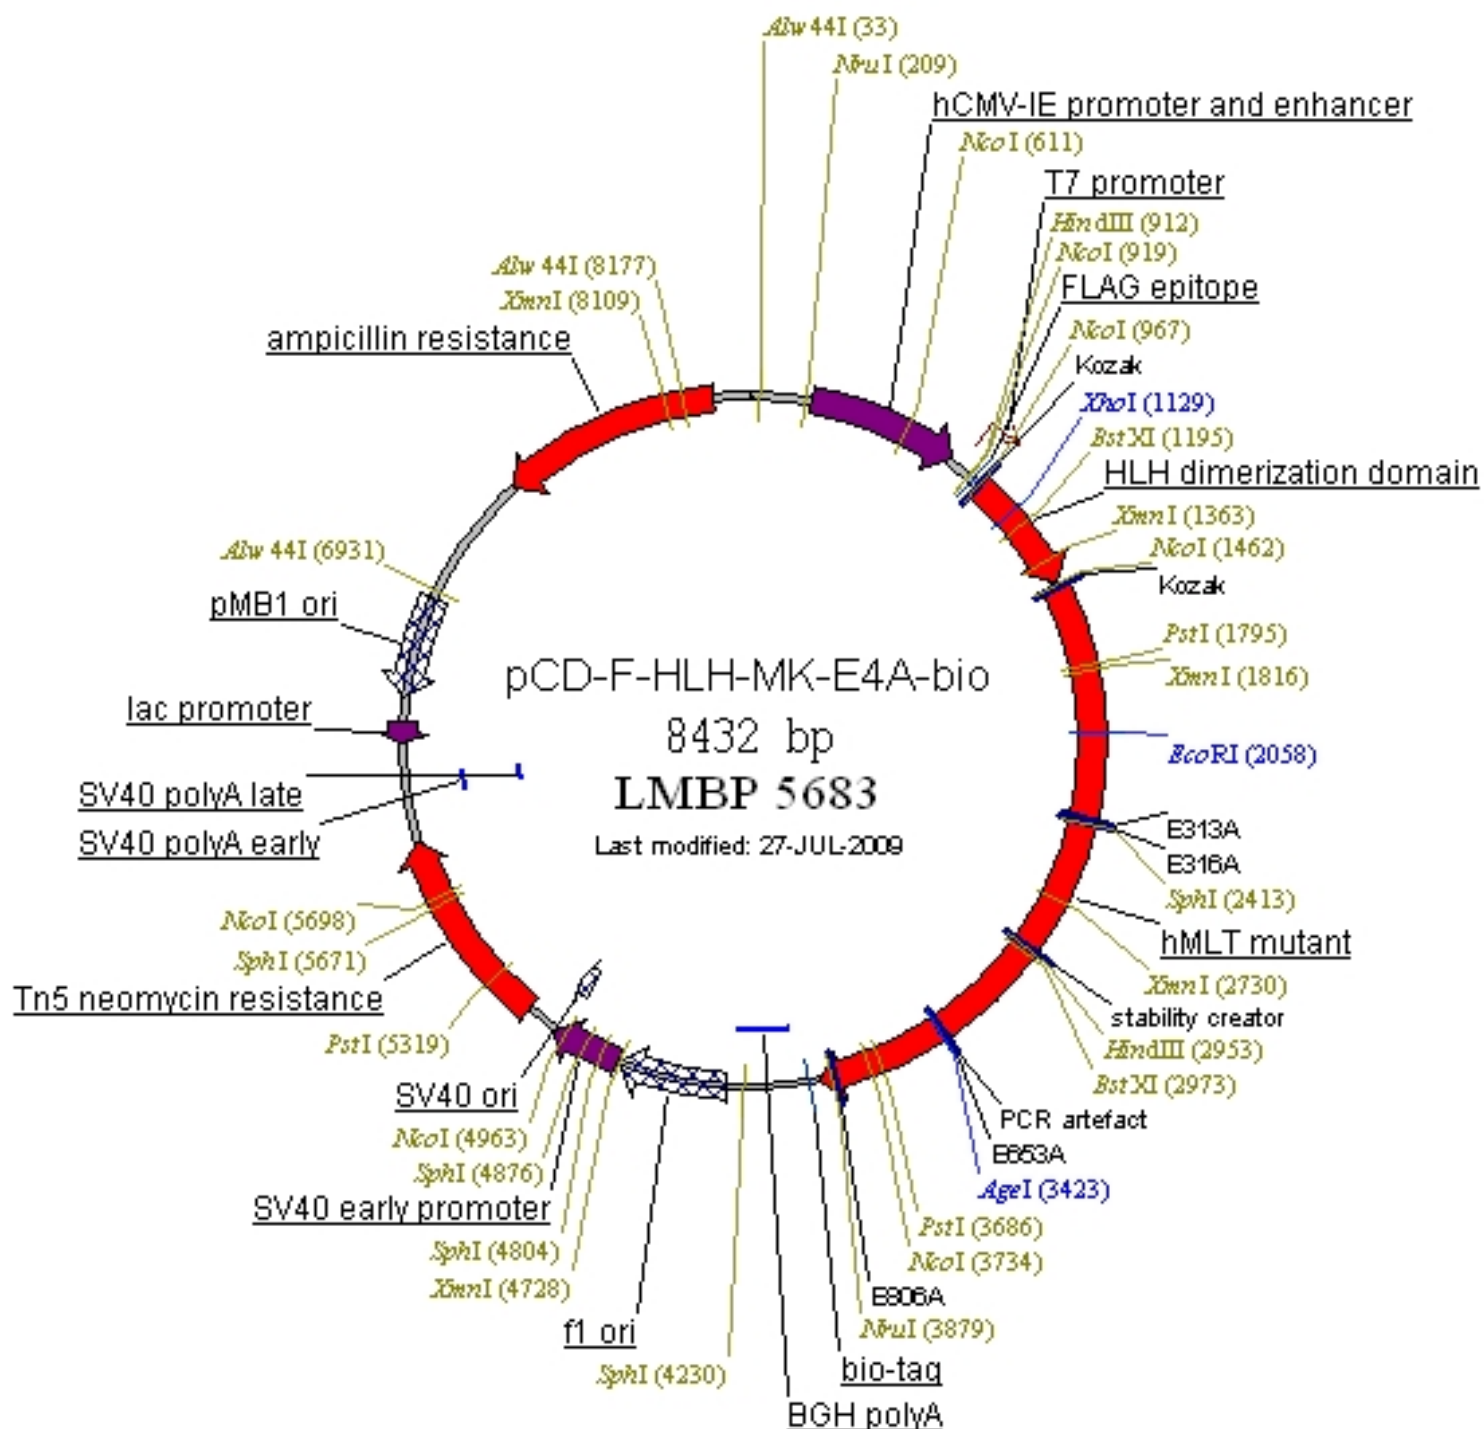 Alw44I (33)
NruI (209)
hCMV-IE promoter and enhancer
NcoI (611)
T7 promoter
HindIII (912)
NcoI (919)
FLAG epitope
NcoI (967)
Kozak
XhoI (1129)
BstXI (1195)
HLH dimerization domain
XmnI (1363)
NcoI (1462)
Kozak
PstI (1795)
XmnI (1816)
EcoRI (2058)
E313A
E316A
SphI (2413)
hMLT mutant
XmnI (2730)
stability creator
HindIII (2953)
BstXI (2973)
PCR artefact
E653A
AgeI (3423)
PstI (3686)
NcoI (3734)
E806A
NruI (3879)
bio-tag
BGH polyA
SphI (4230)
f1 ori
XmnI (4728)
SphI (4804)
SV40 early promoter
SphI (4876)
NcoI (4963)
SV40 ori
PstI (5319)
Tn5 neomycin resistance
SphI (5671)
NcoI (5698)
SV40 polyA early
SV40 polyA late
lac promoter
pMB1 ori
Alw44I (6931)
ampicillin resistance
XmnI (8109)
Alw44I (8177)
pCD-F-HLH-MK-E4A-bio
8432 bp
LMBP 5683
Last modified: 27-JUL-2009